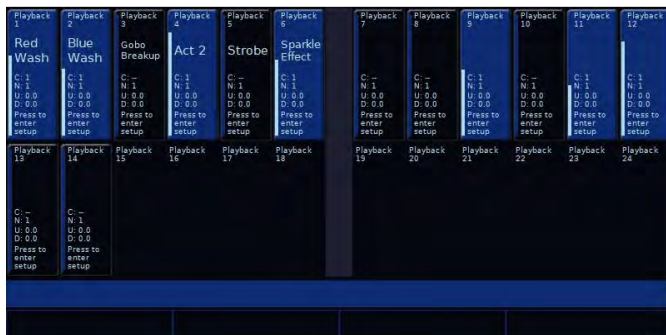 Playback
1
Red
Wash
C: 1
N: 1
U: 0.0
D: 0.0
Press to
enter
setup
Playback
2
Blue
Wash
C: 1
N: 1
U: 0.0
D: 0.0
Press to
enter
setup
Playback
3
Gobo
Breakup
C: –
N: 1
U: 0.0
D: 0.0
Press to
enter
setup
Playback
4
Act 2
C: 1
N: 1
U: 0.0
D: 0.0
Press to
enter
setup
Playback
5
Strobe
C: –
N: 1
U: 0.0
D: 0.0
Press to
enter
setup
Playback
6
Sparkle
Effect
C: 1
N: 1
U: 0.0
D: 0.0
Press to
enter
setup
Playback
7
C: –
N: 1
U: 0.0
D: 0.0
Press to
enter
setup
Playback
8
C: –
N: 1
U: 0.0
D: 0.0
Press to
enter
setup
Playback
9
C: 1
N: 1
U: 0.0
D: 0.0
Press to
enter
setup
Playback
10
C: –
N: 1
U: 0.0
D: 0.0
Press to
enter
setup
Playback
11
C: 1
N: 1
U: 0.0
D: 0.0
Press to
enter
setup
Playback
12
C: 1
N: 1
U: 0.0
D: 0.0
Press to
enter
setup
Playback
13
C: –
N: 1
U: 0.0
D: 0.0
Press to
enter
setup
Playback
14
C: –
N: 1
U: 0.0
D: 0.0
Press to
enter
setup
Playback
15
Playback
16
Playback
17
Playback
18
Playback
19
Playback
20
Playback
21
Playback
22
Playback
23
Playback
24